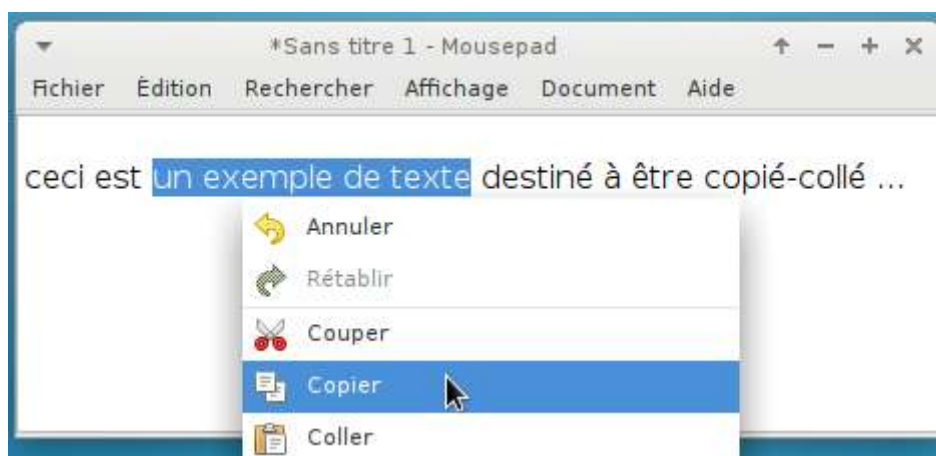 *Sans titre 1 - Mousepad
Fichier Édition Rechercher Affichage Document Aide
ceci est un exemple de texte destiné à être copié-collé ...
Annuler
Rétablir
Couper
Copier
Coller